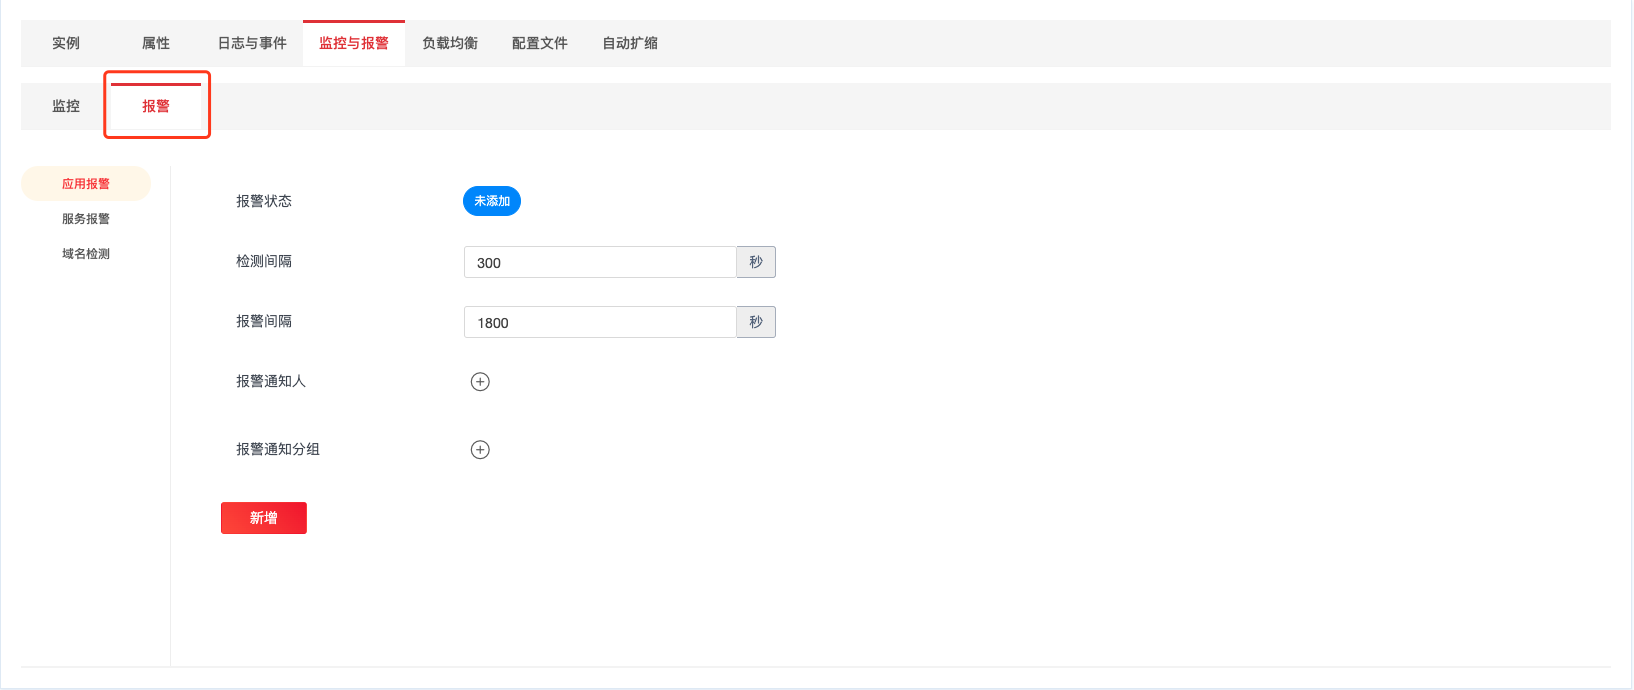 实例 属性 日志与事件 监控与报警 负载均衡 配置文件 自动扩缩
监控 报警
应用报警
服务报警
域名检测
报警状态 未添加
检测间隔 300 秒
报警间隔 1800 秒
报警通知人
报警通知分组
新增